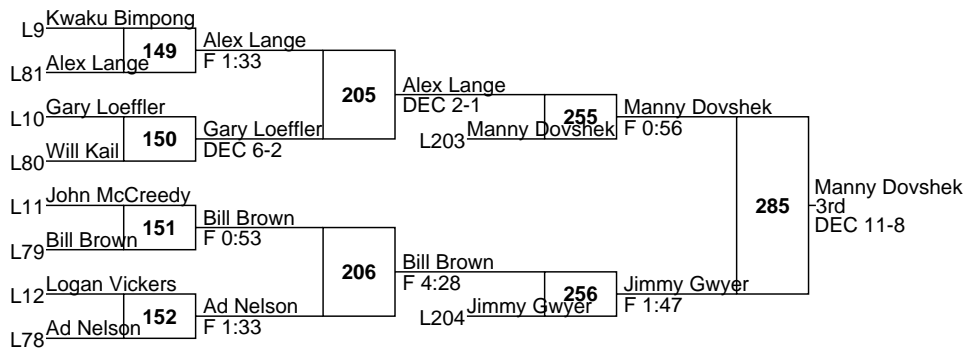 L9 Kwaku Bimpong
149
L81 Alex Lange
Alex Lange
F 1:33
L10 Gary Loeffler
150
L80 Will Kail
Gary Loeffler
DEC 6-2
205
Alex Lange
DEC 2-1
L203 Manny Dovshek
255
Manny Dovshek
F 0:56
L11 John McCreedy
151
L79 Bill Brown
Bill Brown
F 0:53
L12 Logan Vickers
152
L78 Ad Nelson
Ad Nelson
F 1:33
206
Bill Brown
F 4:28
L204 Jimmy Gwyer
256
Jimmy Gwyer
F 1:47
285
Manny Dovshek
3rd
DEC 11-8